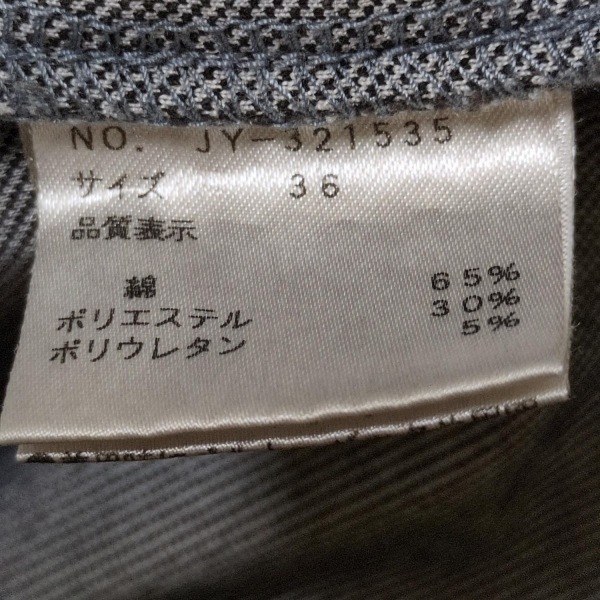 NO. JY-321535
サイズ 36
品質表示
綿 65%
ポリエステル 30%
ポリウレタン 5%